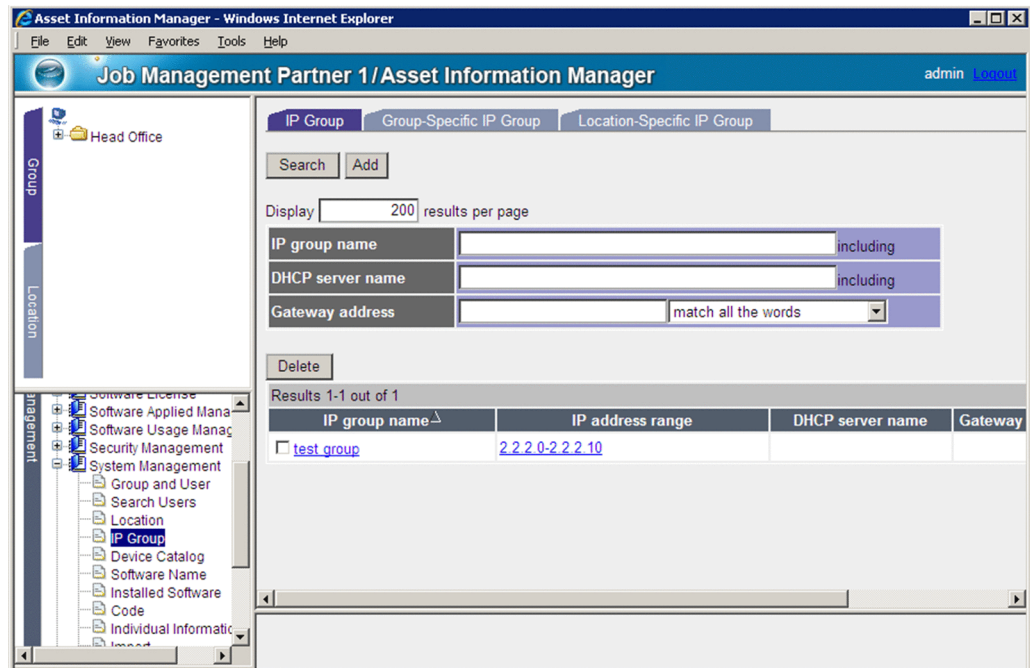 Asset Information Manager - Windows Internet Explorer
File Edit View Favorites Tools Help
Job Management Partner 1/Asset Information Manager
admin Logout
Group
Location
Head Office
IP Group Group-Specific IP Group Location-Specific IP Group
Search Add
Display 200 results per page
IP group name including
DHCP server name including
Gateway address match all the words
Delete
Results 1-1 out of 1
IP group name IP address range DHCP server name Gateway
test group 2.2.2.0-2.2.2.10
anagement
Software License
Software Applied Mana
Software Usage Manag
Security Management
System Management
Group and User
Search Users
Location
IP Group
Device Catalog
Software Name
Installed Software
Code
Individual Informatic
Import